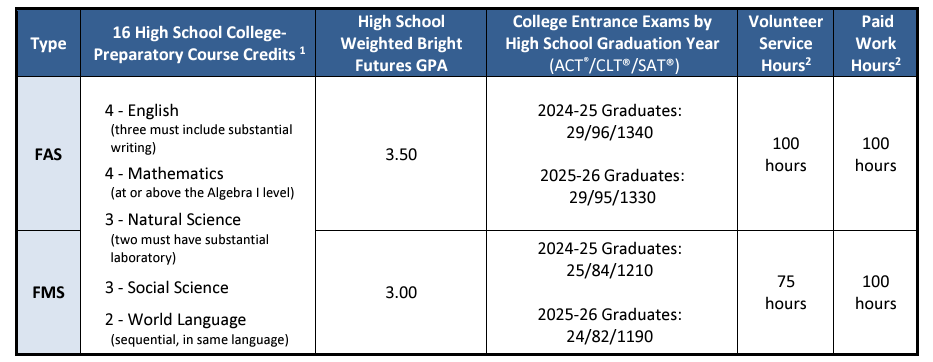 Type
16 High School College-
Preparatory Course Credits ¹
High School
Weighted Bright
Futures GPA
College Entrance Exams by
High School Graduation Year
(ACT®/CLT®/SAT®)
Volunteer
Service
Hours²
Paid
Work
Hours²
FAS
4 - English
(three must include substantial
writing)
4 - Mathematics
(at or above the Algebra I level)
3 - Natural Science
(two must have substantial
laboratory)
3 - Social Science
2 - World Language
(sequential, in same language)
3.50
2024-25 Graduates:
29/96/1340
2025-26 Graduates:
29/95/1330
100
hours
100
hours
FMS
3.00
2024-25 Graduates:
25/84/1210
2025-26 Graduates:
24/82/1190
75
hours
100
hours